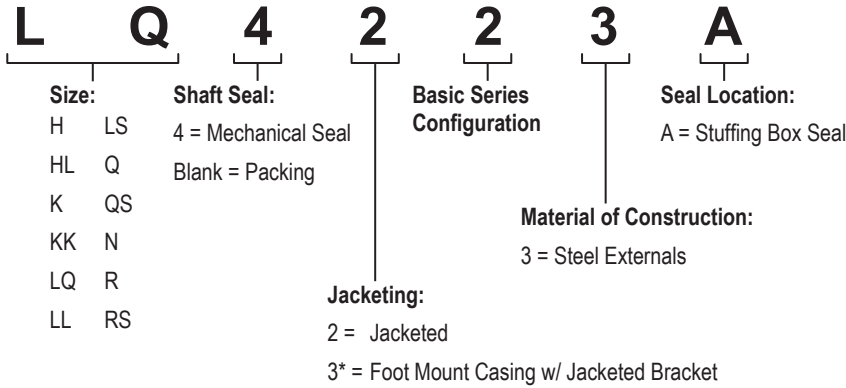 L Q 4 2 2 3 A
Size:
H LS
HL Q
K QS
KK N
LQ R
LL RS
Shaft Seal:
4 = Mechanical Seal
Blank = Packing
Basic Series
Configuration
Seal Location:
A = Stuffing Box Seal
Material of Construction:
3 = Steel Externals
Jacketing:
2 = Jacketed
3* = Foot Mount Casing w/ Jacketed Bracket